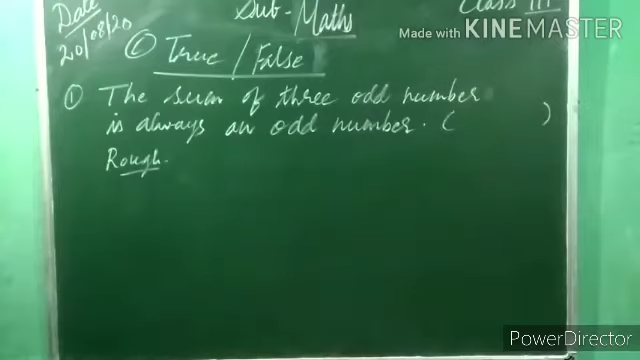 Date Sub- Maths Class III
20/08/20
Made with KINEMASTER
C True / False
① The sum of three odd number
is always an odd number. ( )
Rough.
PowerDirector